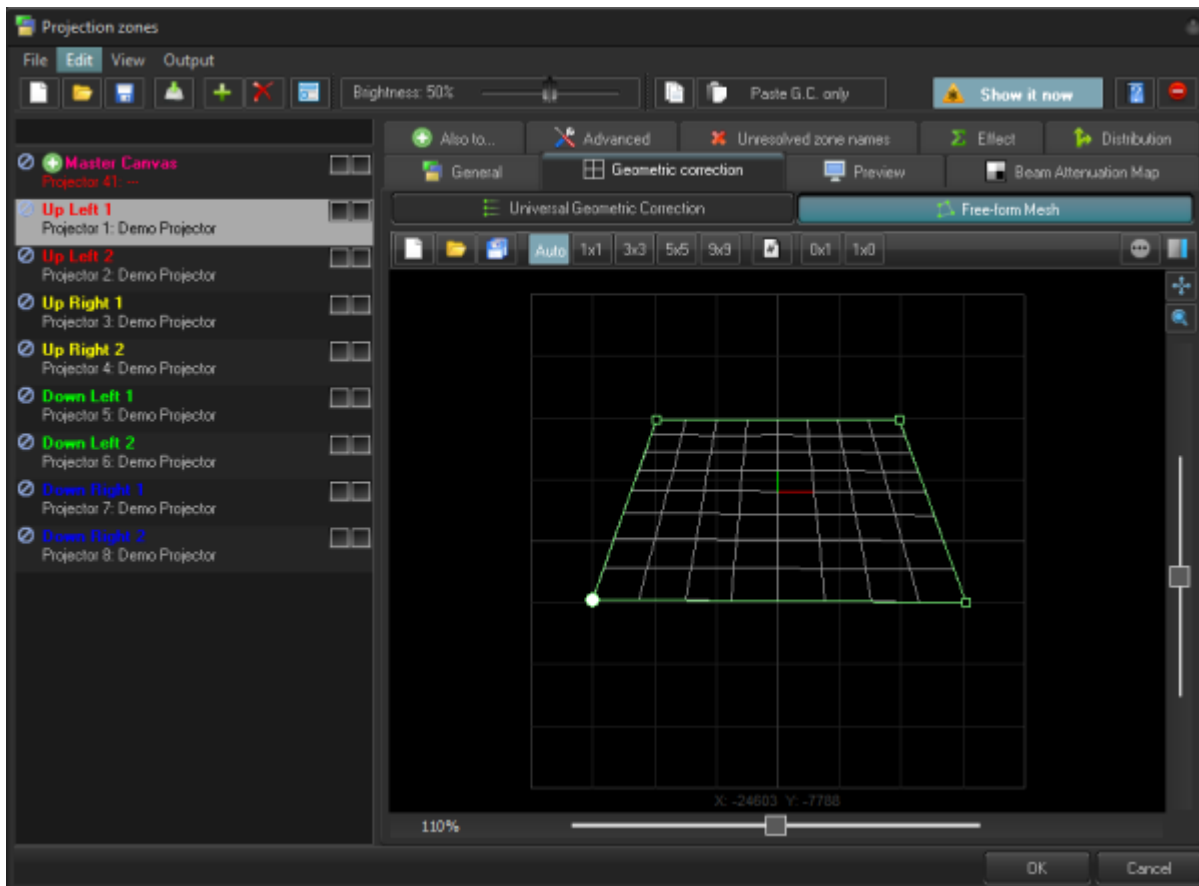 Projection zones
File Edit View Output
Brightness: 50% Paste G.C. only Show it now
Also to... Advanced Unresolved zone names Effect Distribution
General Geometric correction Preview Beam Attenuation Map
Universal Geometric Correction Free-form Mesh
Auto 1x1 3x3 5x5 9x9 # 0x1 1x0
Master Canvas
Projector 41: ---
Up Left 1
Projector 1: Demo Projector
Up Left 2
Projector 2: Demo Projector
Up Right 1
Projector 3: Demo Projector
Up Right 2
Projector 4: Demo Projector
Down Left 1
Projector 5: Demo Projector
Down Left 2
Projector 6: Demo Projector
Down Right 1
Projector 7: Demo Projector
Down Right 2
Projector 8: Demo Projector
X: -24603 Y: -7788
110%
OK Cancel